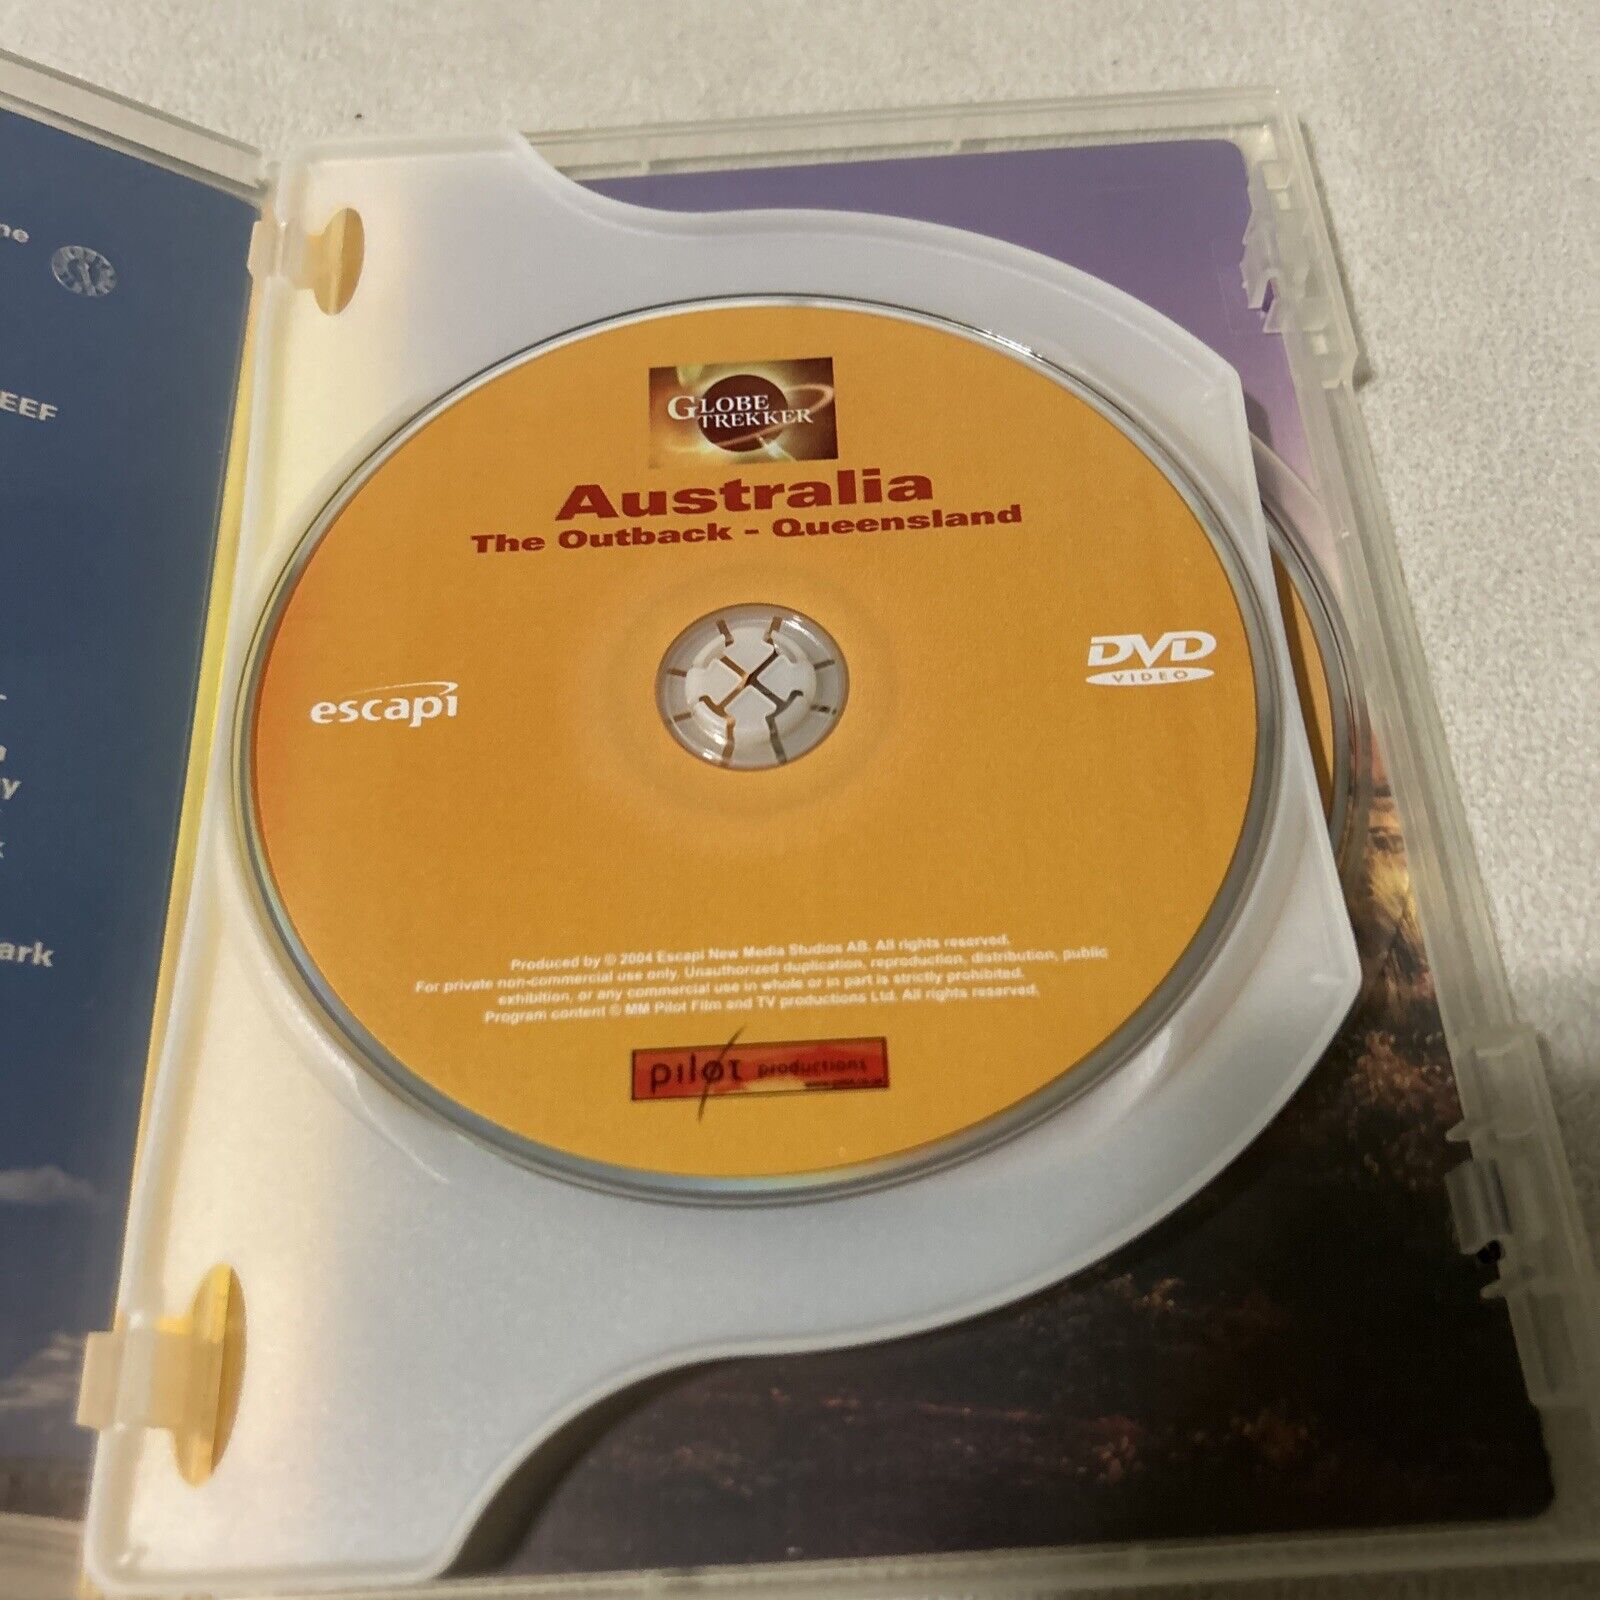 ne
EEF
y
ark
GLOBE
TREKKER
Australia
The Outback - Queensland
escapi
DVD
VIDEO
Produced by © 2004 Escapi New Media Studios AB. All rights reserved.
For private non-commercial use only. Unauthorized duplication, reproduction, distribution, public
exhibition, or any commercial use in whole or in part is strictly prohibited.
Program content © MM Pilot Film and TV productions Ltd. All rights reserved.
piløt productions